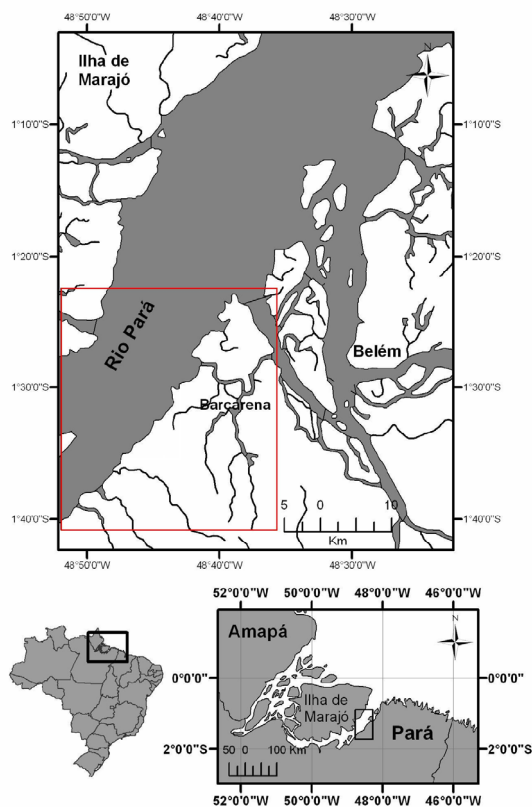 48°50'0"W 48°40'0"W 48°30'0"W
Ilha de
Marajó
N
1°10'0"S 1°10'0"S
1°20'0"S 1°20'0"S
Rio Pará
Belém
1°30'0"S 1°30'0"S
Barcarena
5 0 10
Km
1°40'0"S 1°40'0"S
48°50'0"W 48°40'0"W 48°30'0"W
52°0'0"W 50°0'0"W 48°0'0"W 46°0'0"W
Amapá
N
0°0'0" 0°0'0"
Ilha de
Marajó
Pará
2°0'0"S 2°0'0"S
50 0 100 Km
52°0'0"W 50°0'0"W 48°0'0"W 46°0'0"W